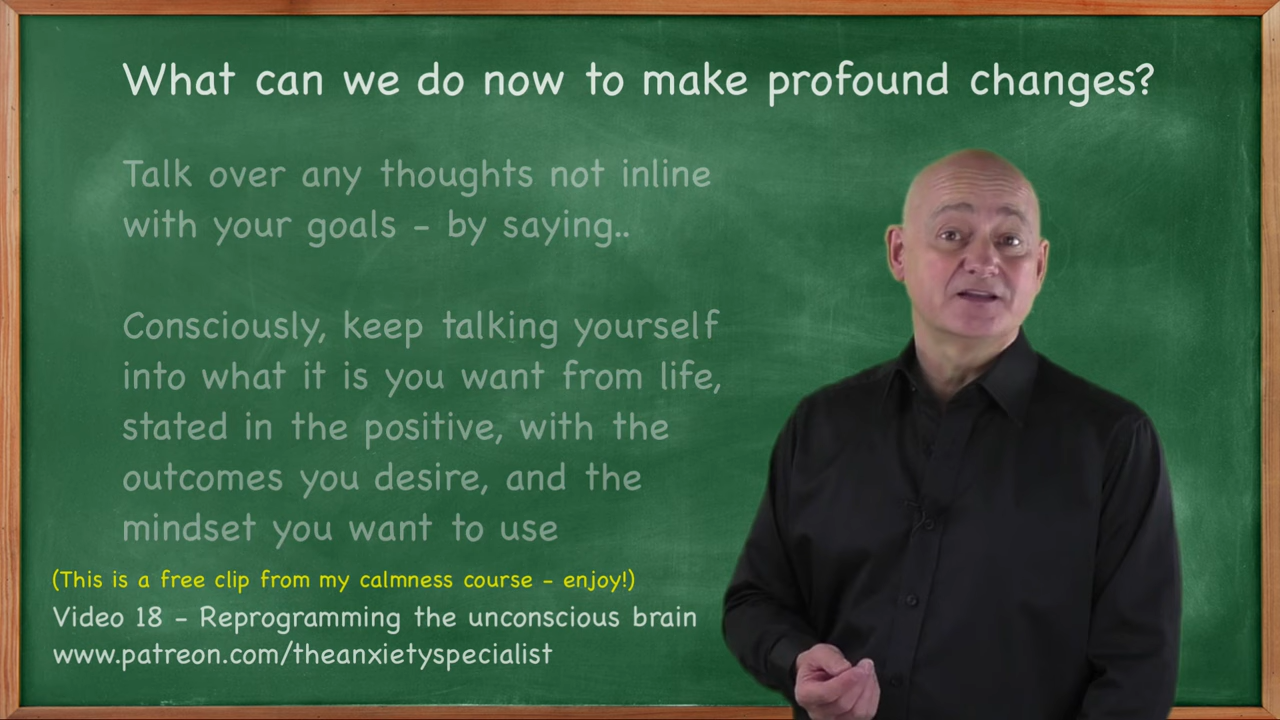 What can we do now to make profound changes?
Talk over any thoughts not inline
with your goals - by saying..
Consciously, keep talking yourself
into what it is you want from life,
stated in the positive, with the
outcomes you desire, and the
mindset you want to use
(This is a free clip from my calmness course - enjoy!)
Video 18 - Reprogramming the unconscious brain
www.patreon.com/theanxietyspecialist